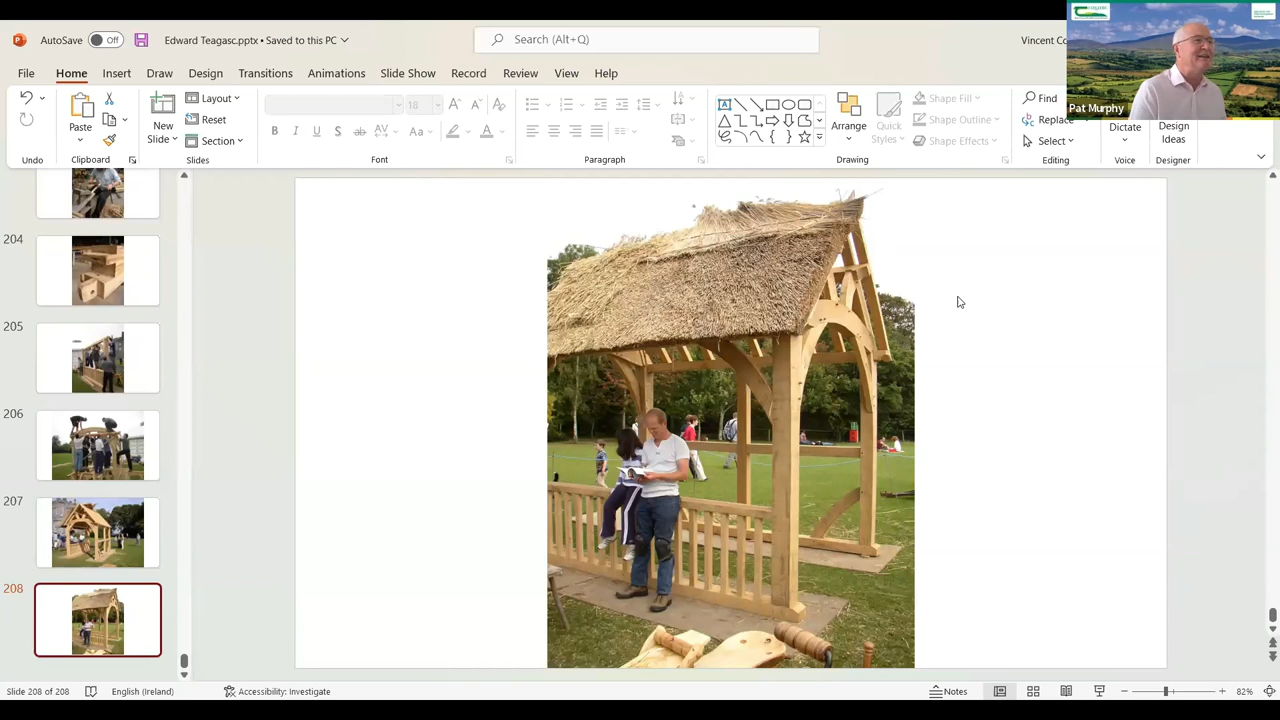 AutoSave
Off
Edward Teagasc.pptx • Saved to this PC
Search (Alt+Q)
Vincent Co
Pat Murphy
File
Home
Insert
Draw
Design
Transitions
Animations
Slide Show
Record
Review
View
Help
Undo
Paste
Clipboard
New
Slide
Layout
Reset
Section
Slides
18
Font
Paragraph
Arrange
Quick
Styles
Shape Fill
Shape Outline
Shape Effects
Drawing
Find
Replace
Select
Editing
Dictate
Voice
Design
Ideas
Designer
204
205
206
207
208
Slide 208 of 208
English (Ireland)
Accessibility: Investigate
Notes
82%